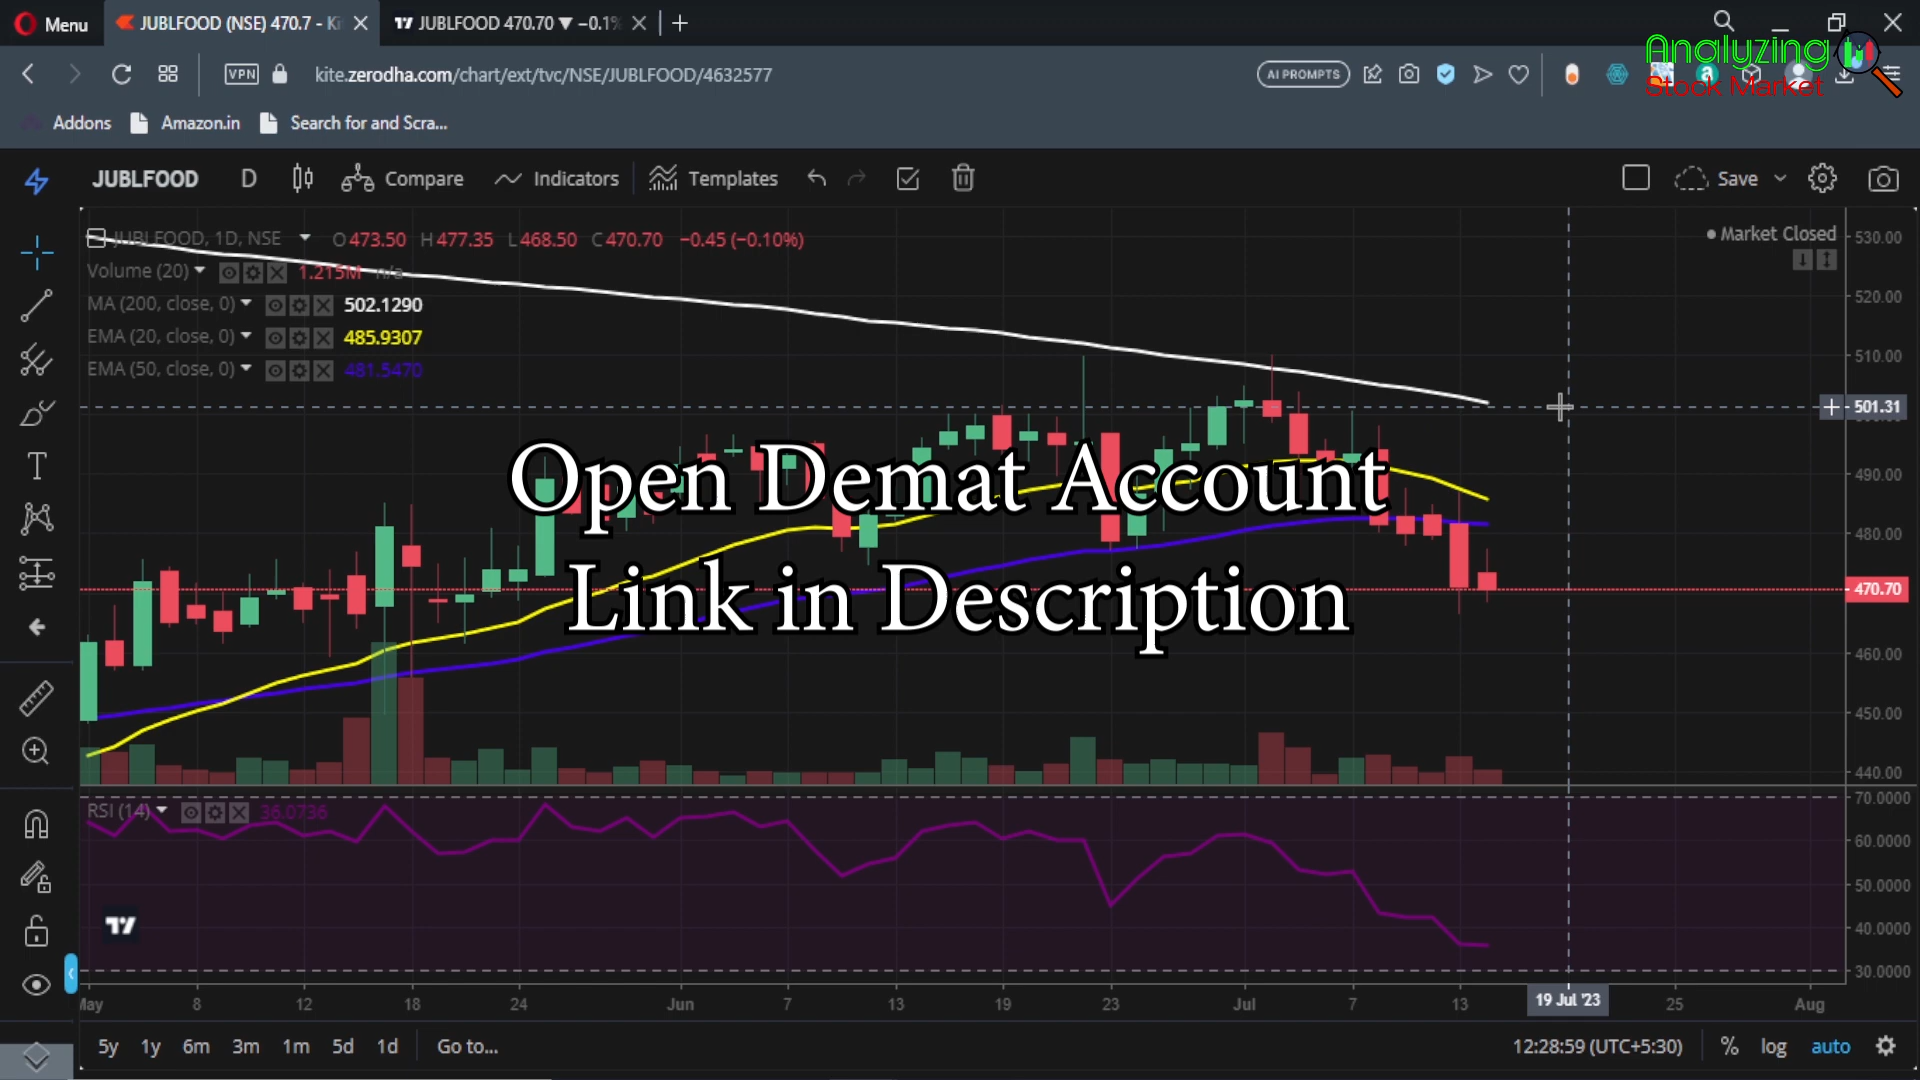 Menu
JUBLFOOD (NSE) 470.7 - Ki
JUBLFOOD 470.70 ▼ −0.1%
Analyzing
Stock Market
VPN
kite.zerodha.com/chart/ext/tvc/NSE/JUBLFOOD/4632577
AI PROMPTS
Addons
Amazon.in
Search for and Scra...
JUBLFOOD
D
Compare
Indicators
Templates
Save
JUBLFOOD, 1D, NSE O473.50 H477.35 L468.50 C470.70 −0.45 (−0.10%)
Market Closed
Volume (20) 1.215M n/a
MA (200, close, 0) 502.1290
EMA (20, close, 0) 485.9307
EMA (50, close, 0) 481.5470
530.00
520.00
510.00
501.31
490.00
480.00
470.70
460.00
450.00
440.00
Open Demat Account
Link in Description
RSI (14) 36.0736
70.0000
60.0000
50.0000
40.0000
30.0000
May 8 12 18 24 Jun 7 13 19 23 Jul 7 13 19 Jul '23 25 Aug
5y 1y 6m 3m 1m 5d 1d Go to...
12:28:59 (UTC+5:30) % log auto